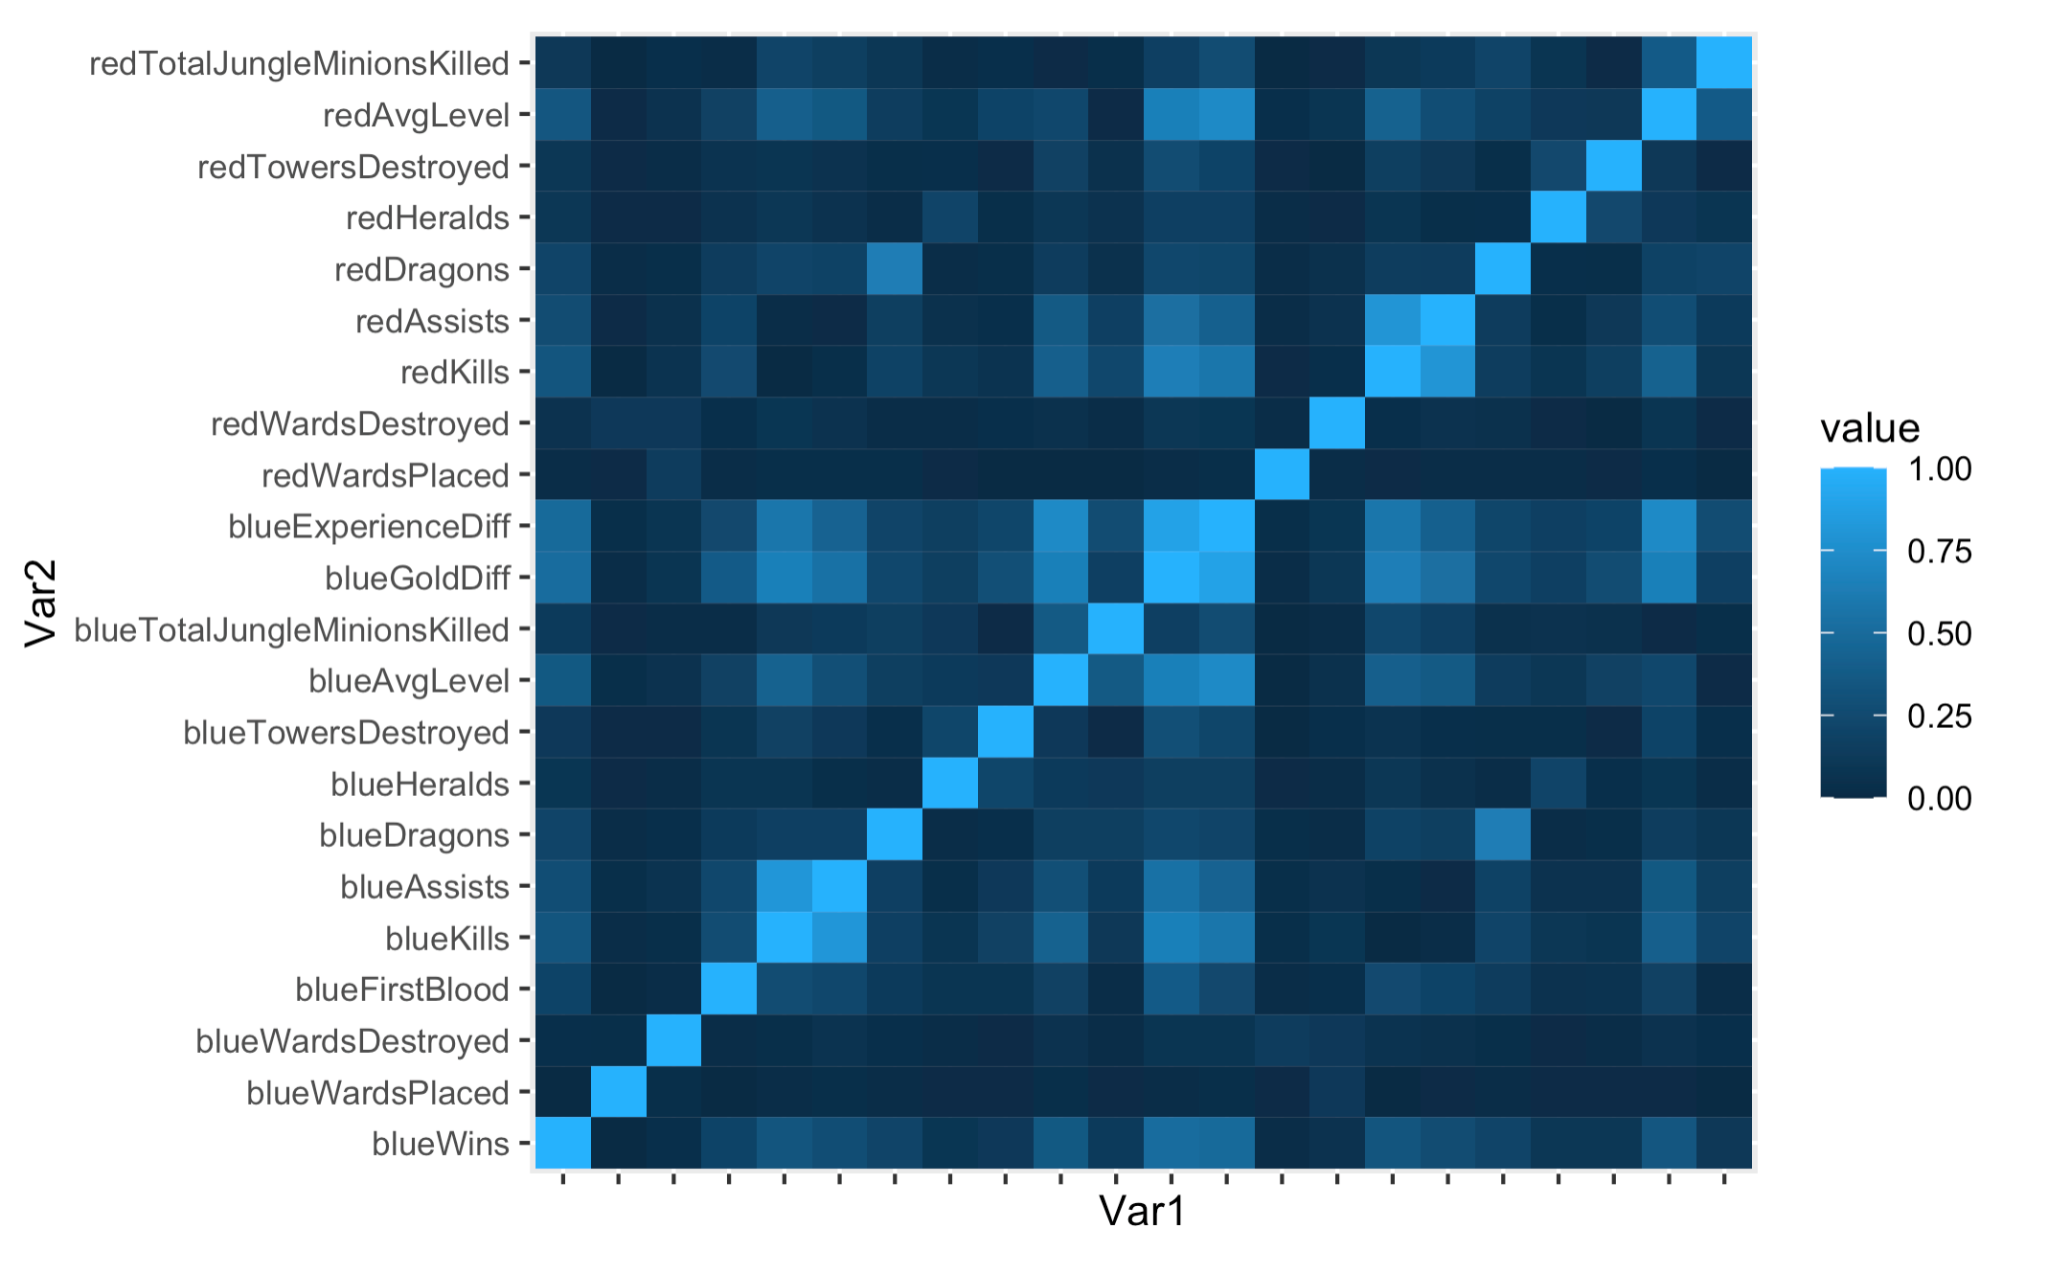 redTotalJungleMinionsKilled
redAvgLevel
redTowersDestroyed
redHeralds
redDragons
redAssists
redKills
redWardsDestroyed
redWardsPlaced
blueExperienceDiff
blueGoldDiff
blueTotalJungleMinionsKilled
blueAvgLevel
blueTowersDestroyed
blueHeralds
blueDragons
blueAssists
blueKills
blueFirstBlood
blueWardsDestroyed
blueWardsPlaced
blueWins
Var2
Var1
value
1.00
0.75
0.50
0.25
0.00